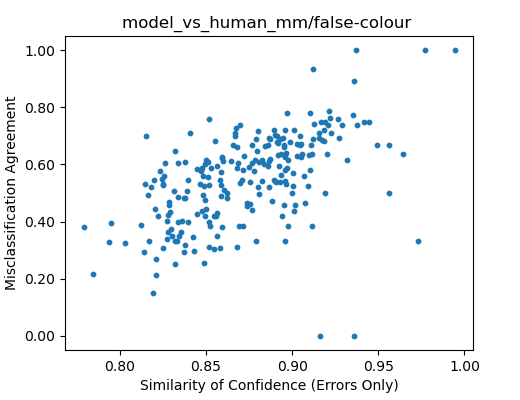 model_vs_human_mm/false-colour
1.00
0.80
0.60
0.40
0.20
0.00
Misclassification Agreement
0.80 0.85 0.90 0.95 1.00
Similarity of Confidence (Errors Only)